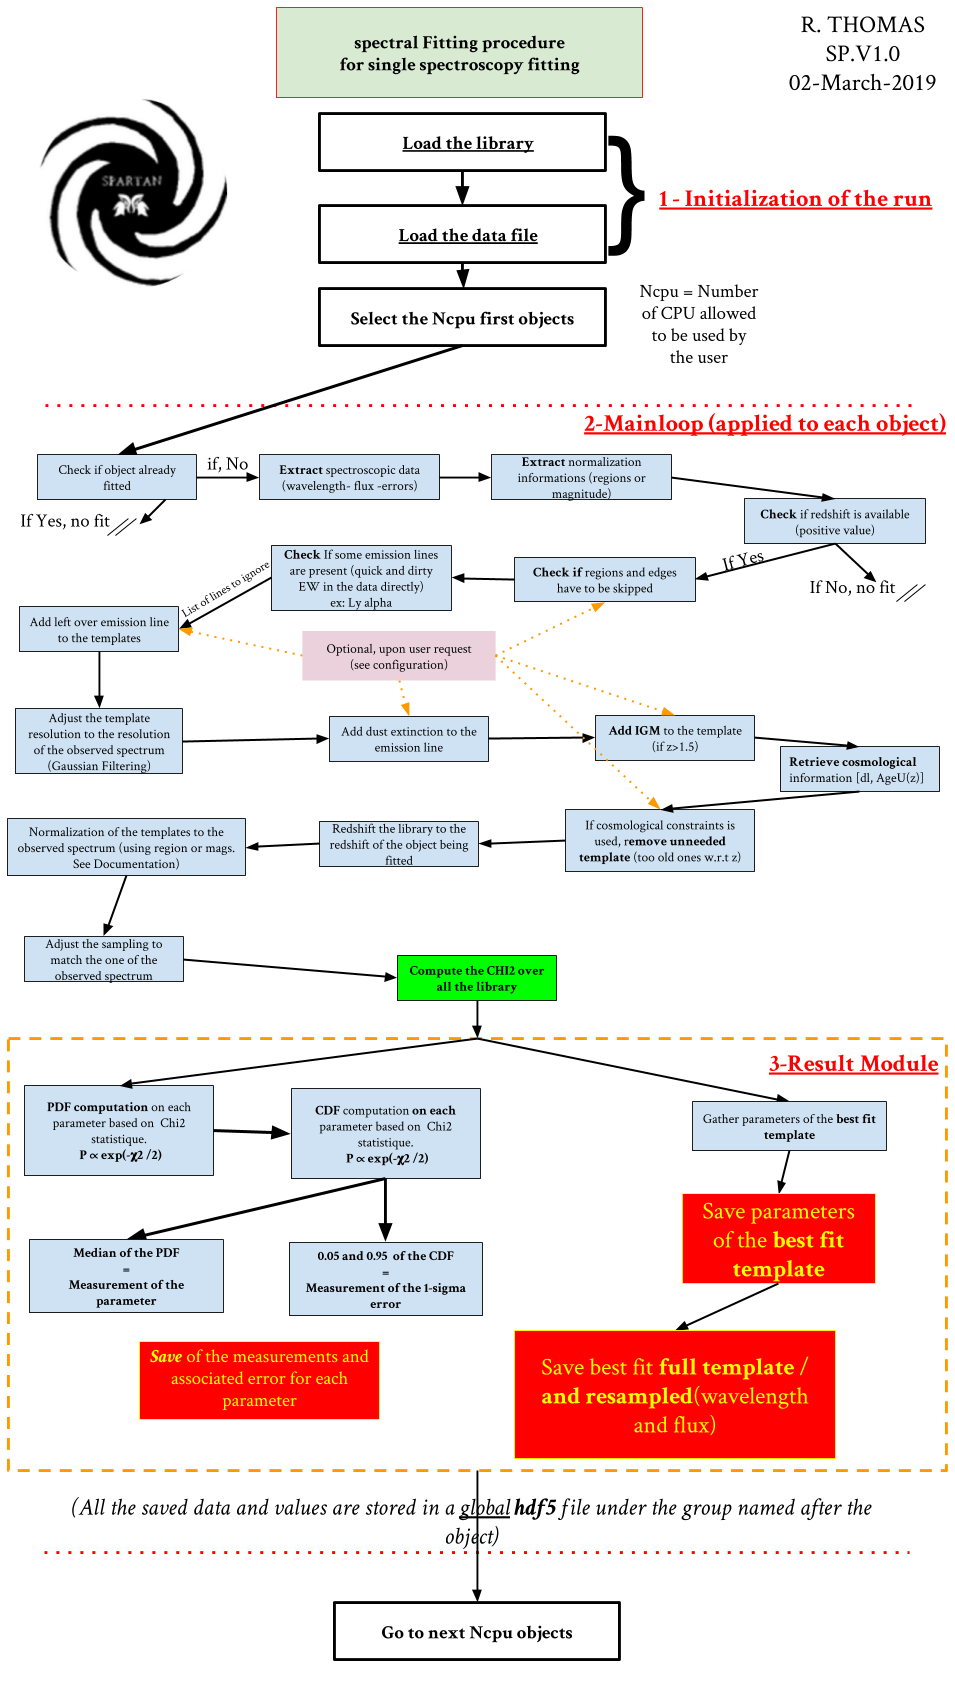 spectral Fitting procedure
for single spectroscopy fitting
R. THOMAS
SP.V1.0
02-March-2019
SPARTAN
Load the library
Load the data file
1 - Initialization of the run
Select the Ncpu first objects
Ncpu = Number
of CPU allowed
to be used by
the user
2-Mainloop (applied to each object)
Check if object already
fitted
if, No
If Yes, no fit
Extract spectroscopic data
(wavelength- flux -errors)
Extract normalization
informations (regions or
magnitude)
Check if redshift is available
(positive value)
If Yes
If No, no fit
Check if regions and edges
have to be skipped
Check If some emission lines
are present (quick and dirty
EW in the data directly)
ex: Ly alpha
List of lines to ignore
Add left over emission line
to the templates
Optional, upon user request
(see configuration)
Adjust the template
resolution to the resolution
of the observed spectrum
(Gaussian Filtering)
Add dust extinction to the
emission line
Add IGM to the template
(if z>1.5)
Retrieve cosmological
information [dl, AgeU(z)]
If cosmological constraints is
used, remove unneeded
template (too old ones w.r.t z)
Redshift the library to the
redshift of the object being
fitted
Normalization of the templates to the
observed spectrum (using region or mags.
See Documentation)
Adjust the sampling to
match the one of the
observed spectrum
Compute the CHI2 over
all the library
3-Result Module
PDF computation on each
parameter based on Chi2
statistique.
P ∝ exp(-χ2 /2)
CDF computation on each
parameter based on Chi2
statistique.
P ∝ exp(-χ2 /2)
Gather parameters of the best fit
template
Median of the PDF
=
Measurement of the
parameter
0.05 and 0.95 of the CDF
=
Measurement of the 1-sigma
error
Save parameters
of the best fit
template
Save of the measurements and
associated error for each
parameter
Save best fit full template /
and resampled(wavelength
and flux)
(All the saved data and values are stored in a global hdf5 file under the group named after the
object)
Go to next Ncpu objects